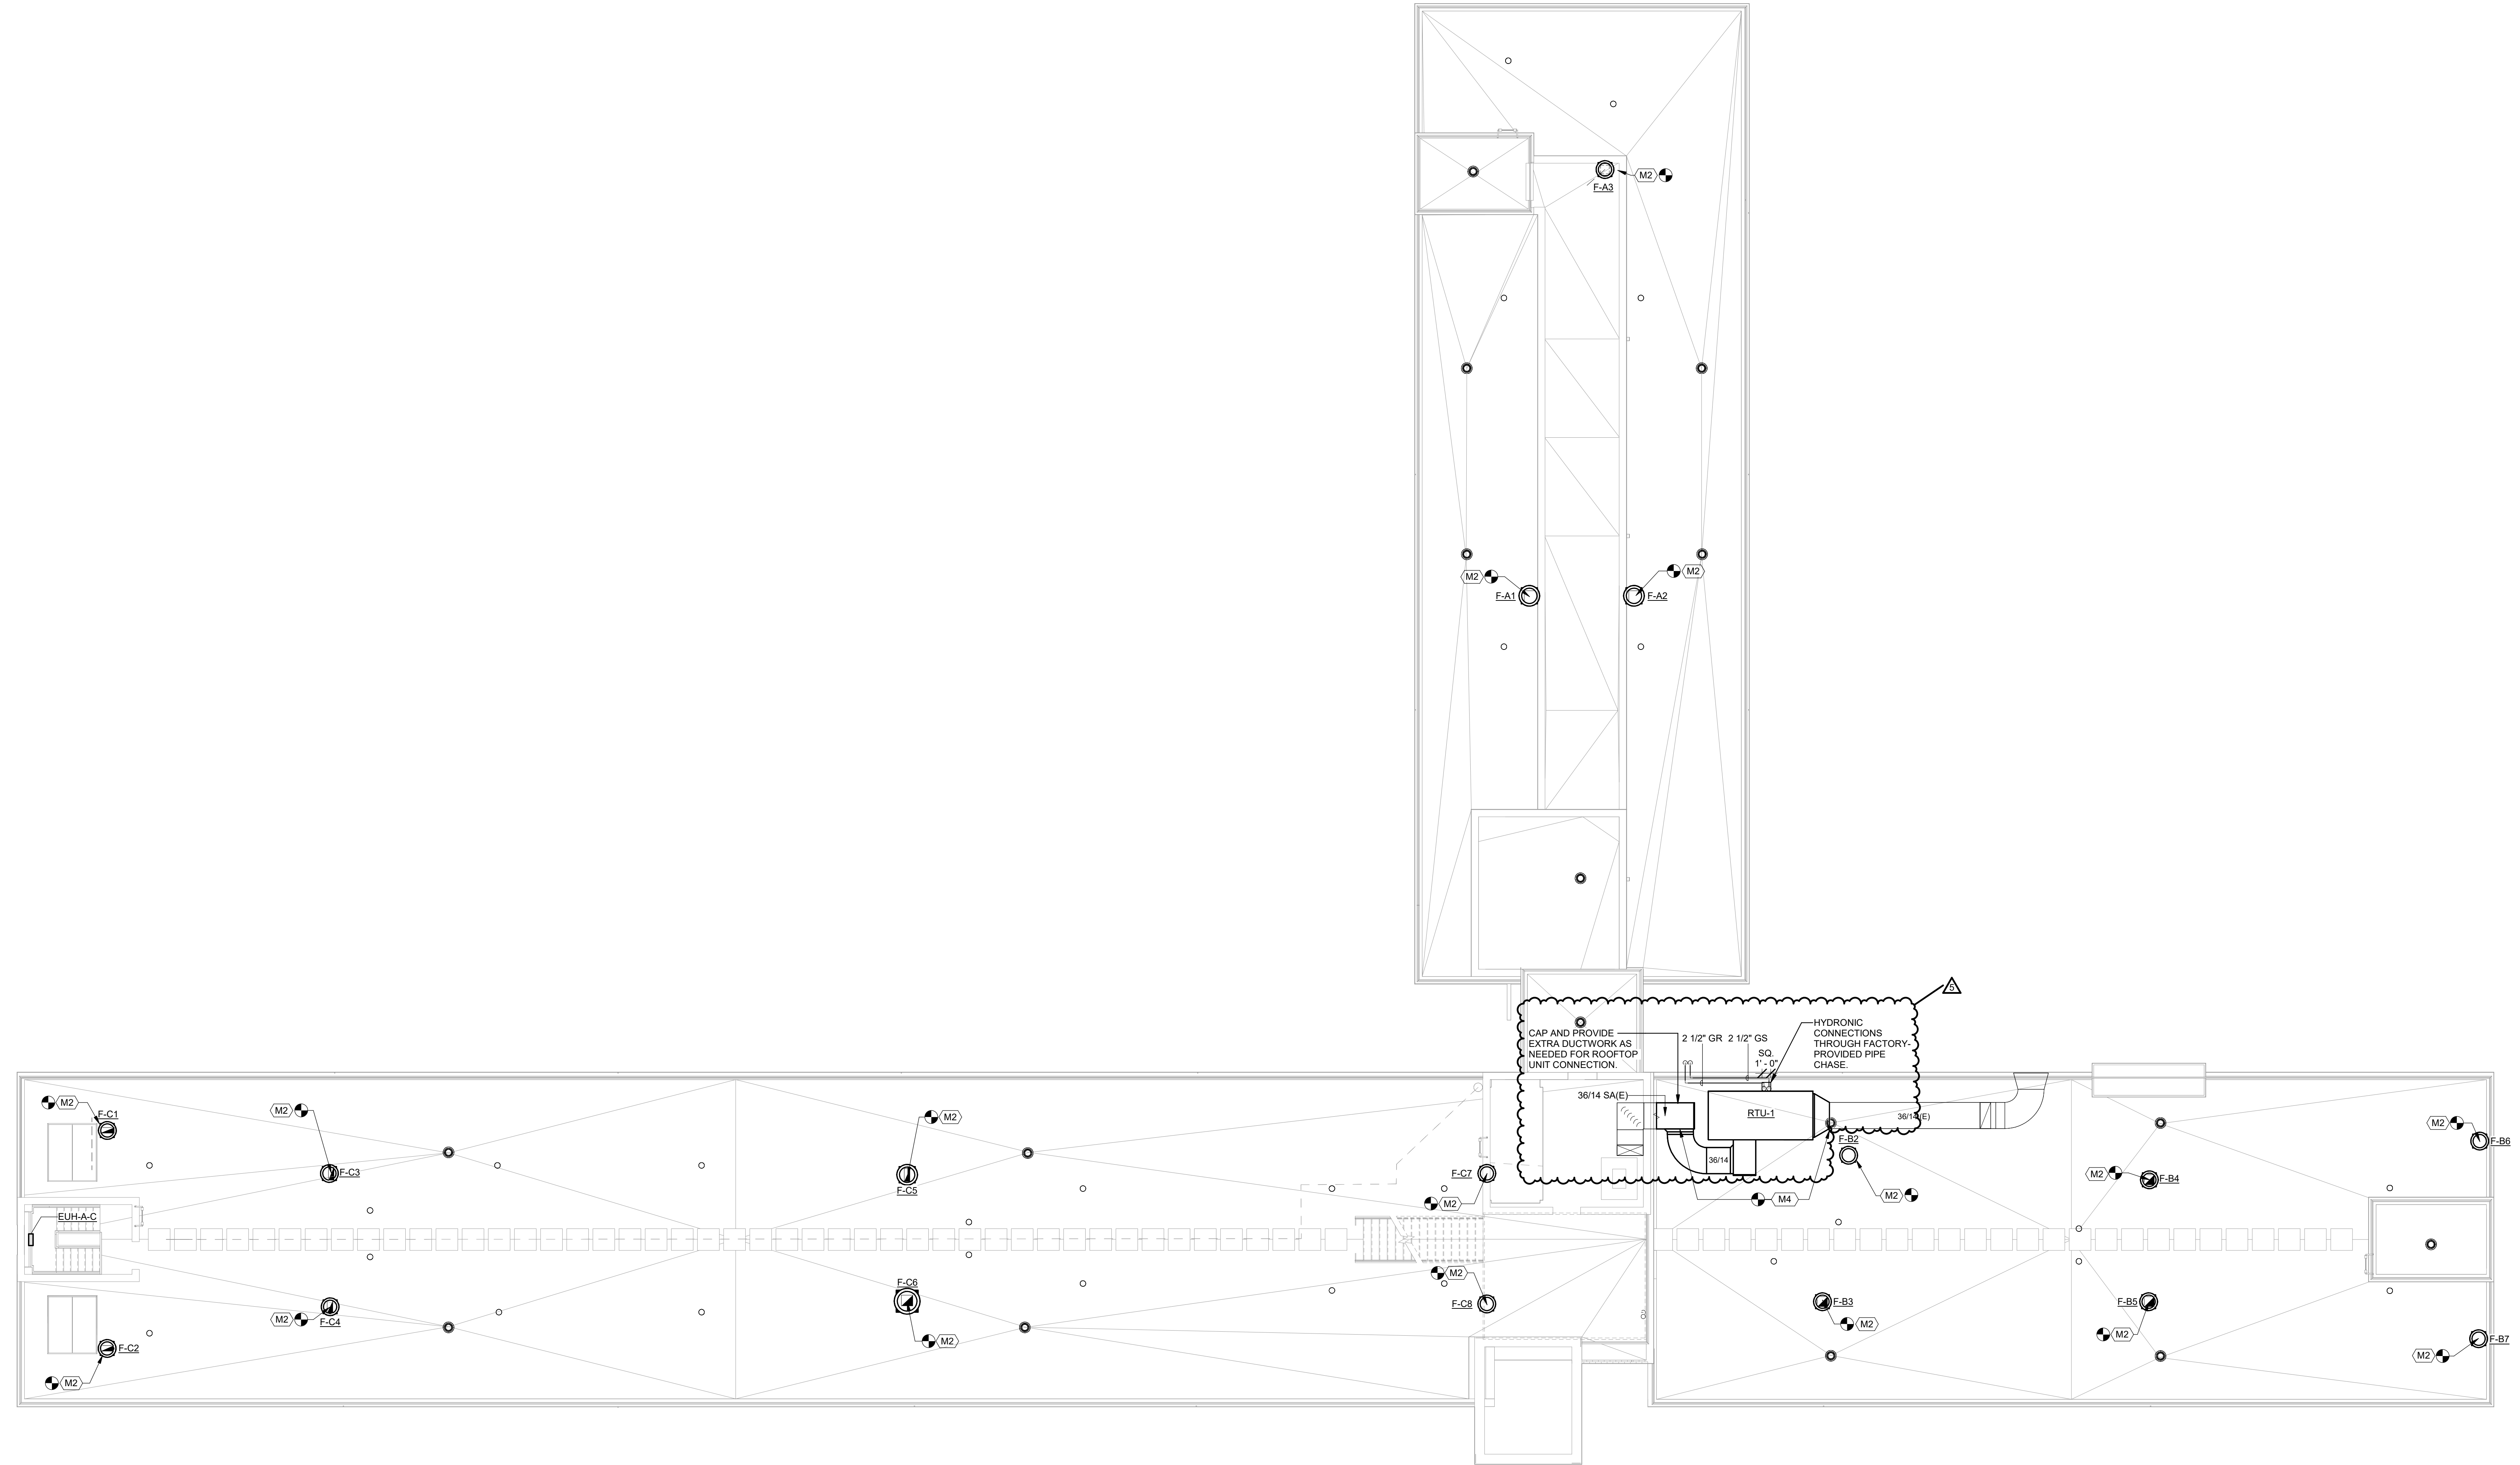 F-A3
M2
M2
F-A1
M2
F-A2
5
CAP AND PROVIDE
EXTRA DUCTWORK AS
NEEDED FOR ROOFTOP
UNIT CONNECTION.
2 1/2" GR
2 1/2" GS
SQ.
1' - 0"
HYDRONIC
CONNECTIONS
THROUGH FACTORY-
PROVIDED PIPE
CHASE.
36/14 SA(E)
RTU-1
36/14(E)
36/14
F-B2
M2
M4
M2
F-C1
M2
F-C3
M2
F-C5
F-C7
M2
M2
F-B6
M2
F-B4
EUH-A-C
F-C6
M2
M2
F-C8
M2
F-C4
F-C2
M2
F-B3
M2
F-B5
M2
F-B7
M2